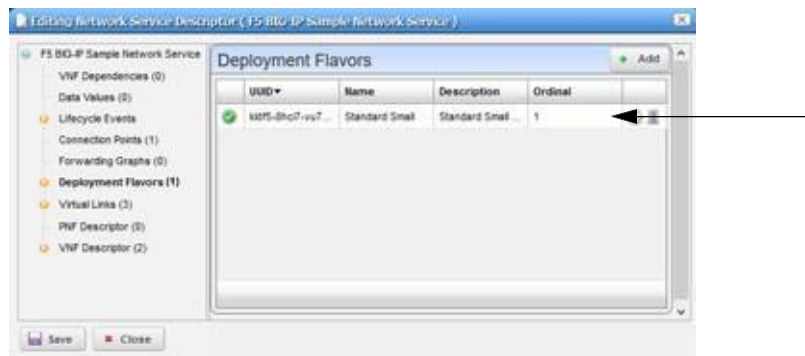 Editing Network Service Descriptor ( F5 BIG-IP Sample Network Service )
F5 BIG-IP Sample Network Service
VNF Dependencies (0)
Data Values (0)
Lifecycle Events
Connection Points (1)
Forwarding Graphs (0)
Deployment Flavors (1)
Virtual Links (3)
PNF Descriptor (0)
VNF Descriptor (2)
Deployment Flavors
Add
UUID Name Description Ordinal
Standard Small Standard Small ... 1
Save Close